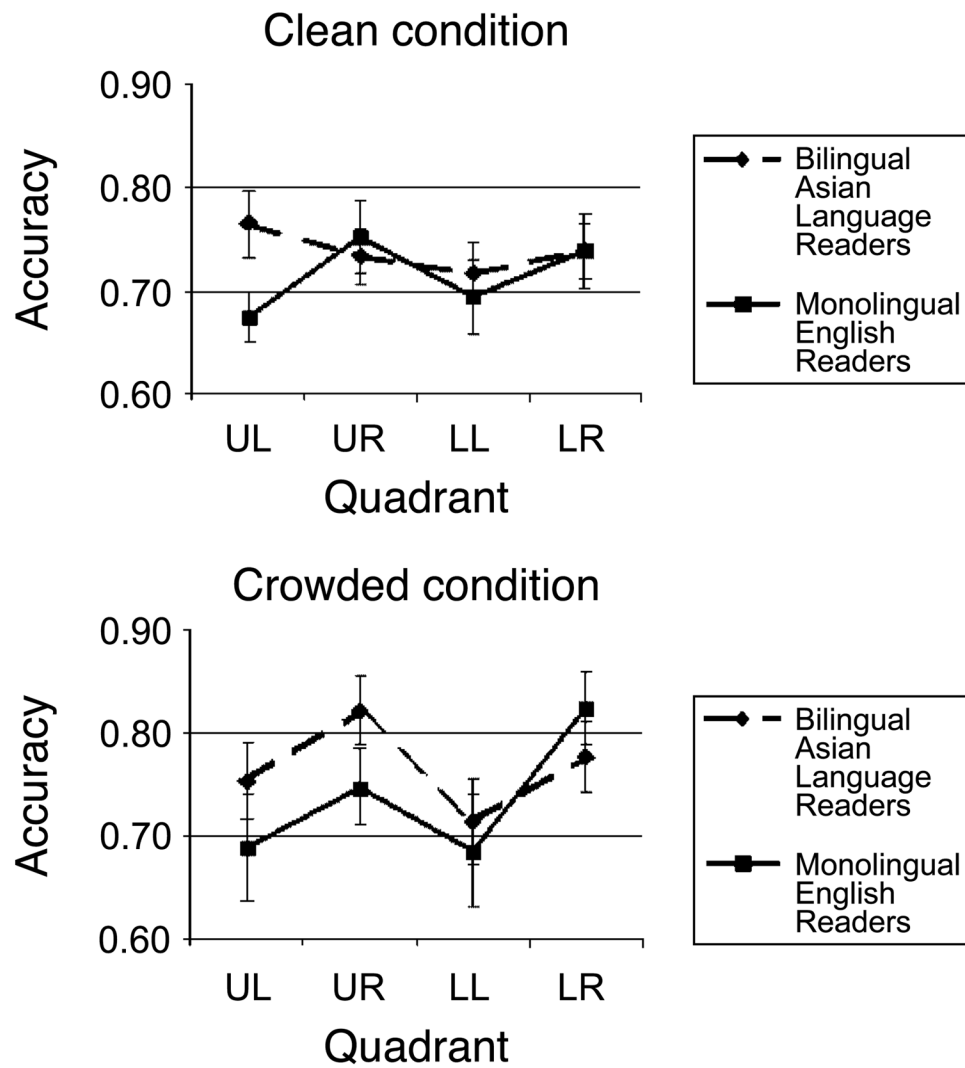 Clean condition
0.90
0.80
0.70
0.60
Accuracy
UL UR LL LR
Quadrant
Bilingual
Asian
Language
Readers
Monolingual
English
Readers
Crowded condition
0.90
0.80
0.70
0.60
Accuracy
UL UR LL LR
Quadrant
Bilingual
Asian
Language
Readers
Monolingual
English
Readers